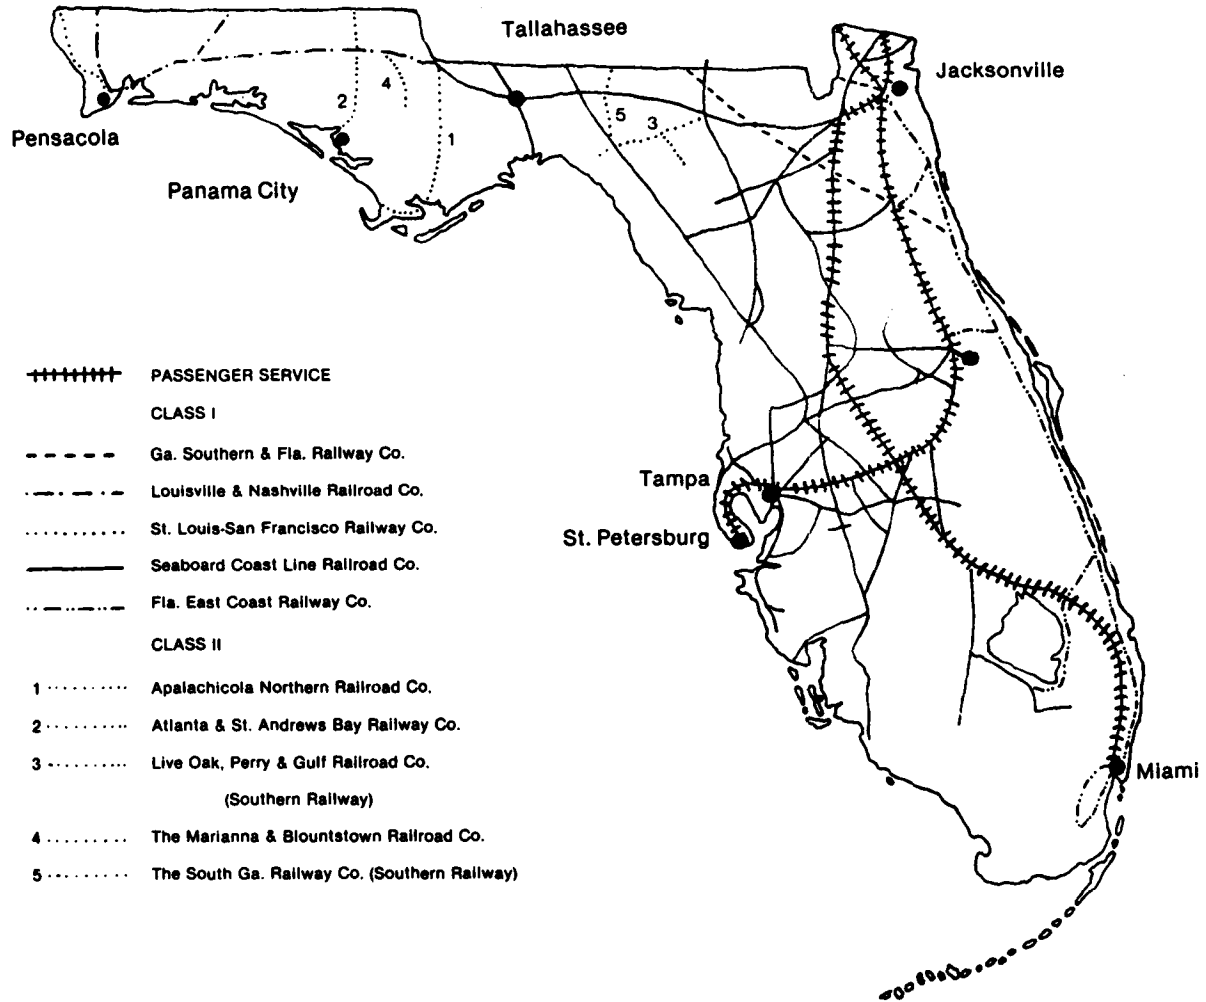 Tallahassee
Jacksonville
Pensacola
Panama City
2
4
1
5
3
Tampa
St. Petersburg
Miami
PASSENGER SERVICE
CLASS I
Ga. Southern & Fla. Railway Co.
Louisville & Nashville Railroad Co.
St. Louis-San Francisco Railway Co.
Seaboard Coast Line Railroad Co.
Fla. East Coast Railway Co.
CLASS II
1 Apalachicola Northern Railroad Co.
2 Atlanta & St. Andrews Bay Railway Co.
3 Live Oak, Perry & Gulf Railroad Co.
(Southern Railway)
4 The Marianna & Blountstown Railroad Co.
5 The South Ga. Railway Co. (Southern Railway)